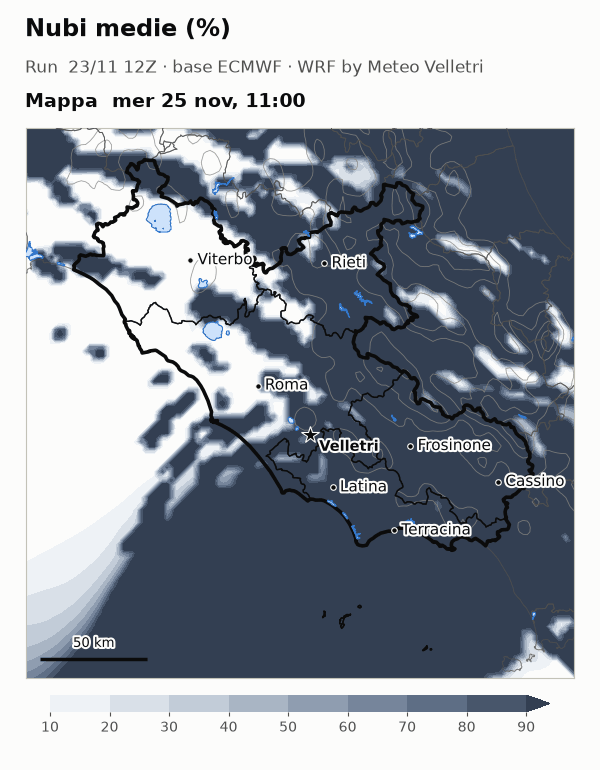 Nubi medie (%)
Run  23/11 12Z · base ECMWF · WRF by Meteo Velletri
Mappa  mer 25 nov, 11:00
Viterbo
Rieti
Roma
Velletri
Frosinone
Cassino
Latina
Terracina
50 km
10 20 30 40 50 60 70 80 90